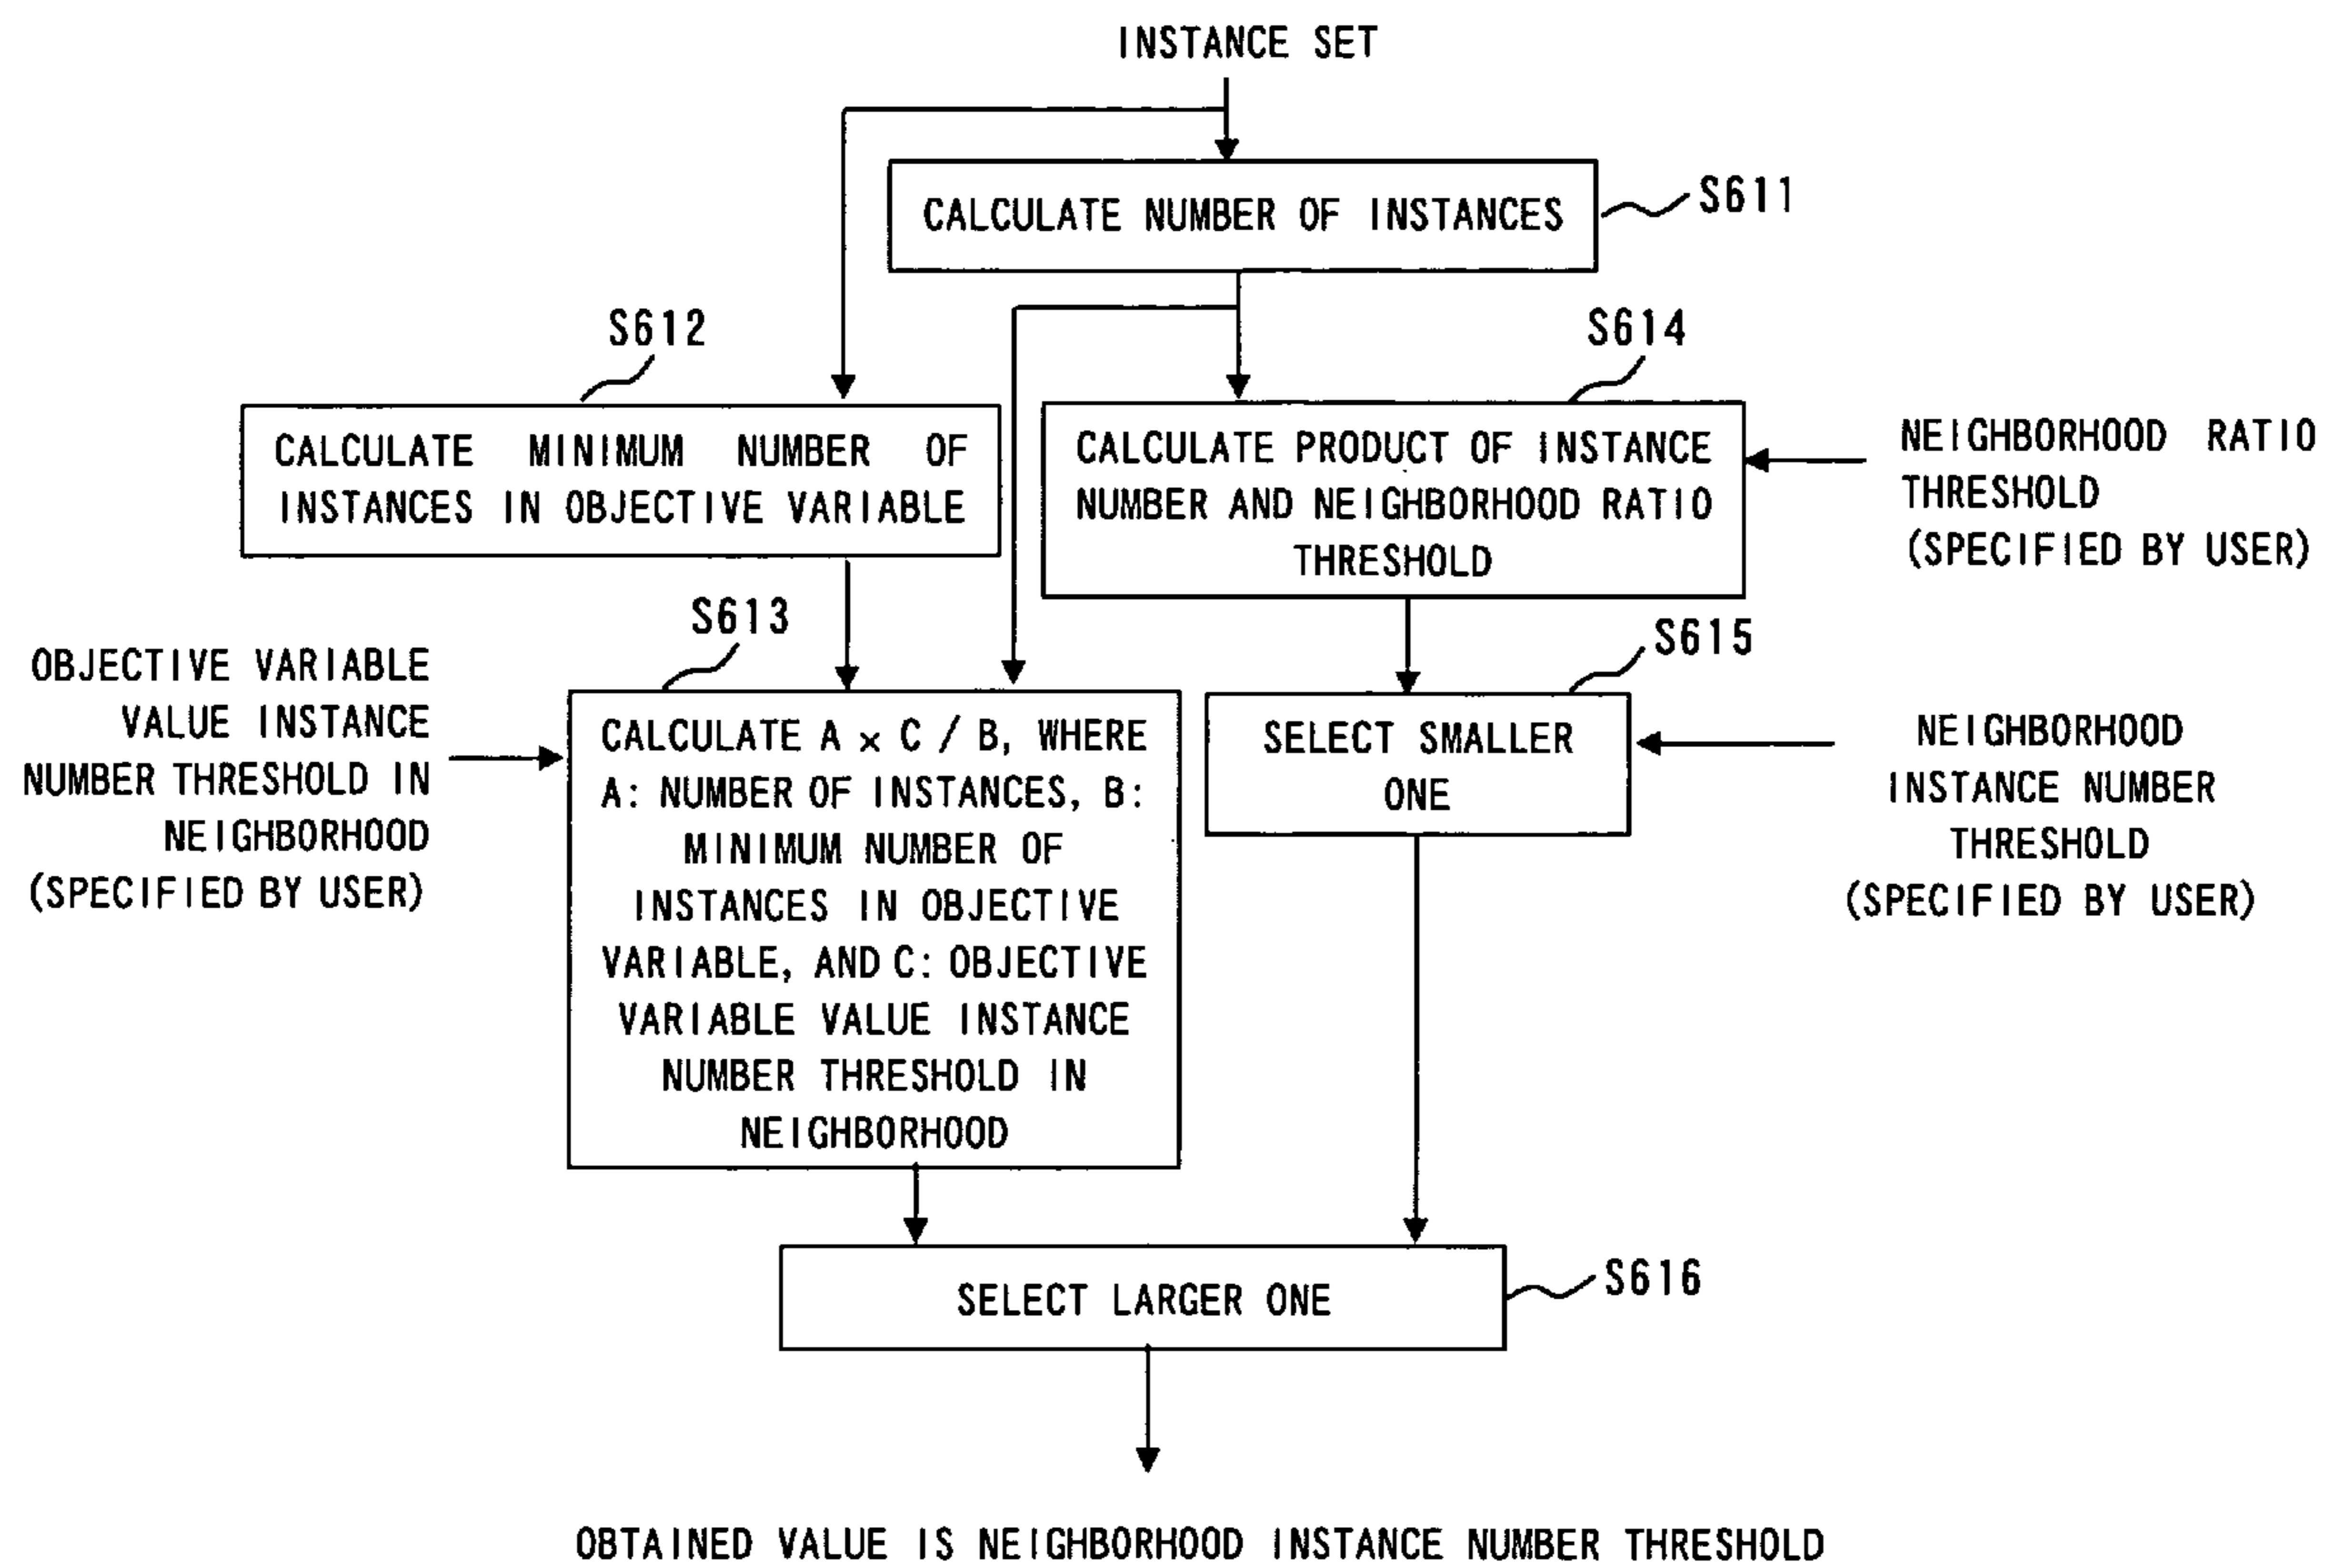 INSTANCE SET
CALCULATE NUMBER OF INSTANCES
S611
S612
CALCULATE MINIMUM NUMBER OF
INSTANCES IN OBJECTIVE VARIABLE
S614
CALCULATE PRODUCT OF INSTANCE
NUMBER AND NEIGHBORHOOD RATIO
THRESHOLD
NEIGHBORHOOD RATIO
THRESHOLD
(SPECIFIED BY USER)
OBJECTIVE VARIABLE
VALUE INSTANCE
NUMBER THRESHOLD IN
NEIGHBORHOOD
(SPECIFIED BY USER)
S613
CALCULATE A × C / B, WHERE
A: NUMBER OF INSTANCES, B:
MINIMUM NUMBER OF
INSTANCES IN OBJECTIVE
VARIABLE, AND C: OBJECTIVE
VARIABLE VALUE INSTANCE
NUMBER THRESHOLD IN
NEIGHBORHOOD
S615
SELECT SMALLER
ONE
NEIGHBORHOOD
INSTANCE NUMBER
THRESHOLD
(SPECIFIED BY USER)
SELECT LARGER ONE
S616
OBTAINED VALUE IS NEIGHBORHOOD INSTANCE NUMBER THRESHOLD